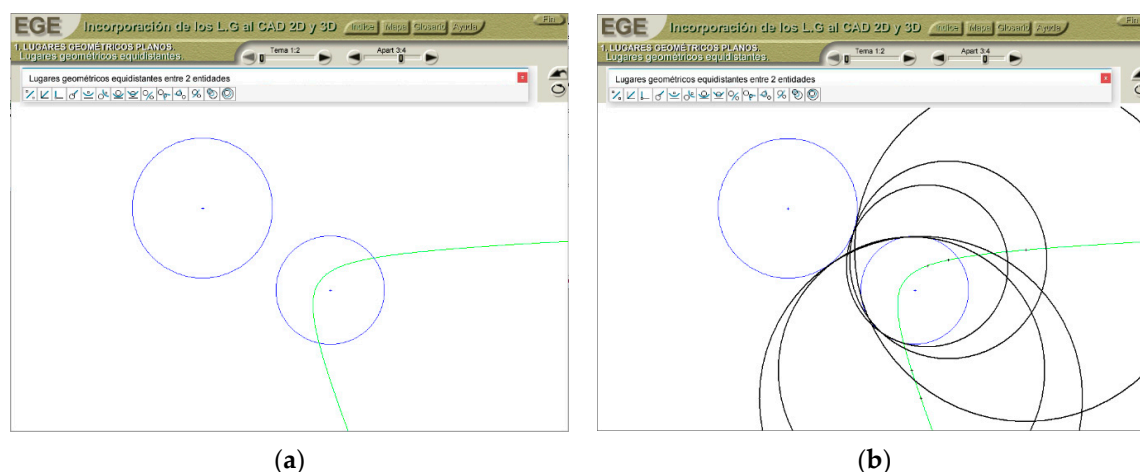 EGE Incorporación de los L.G al CAD 2D y 3D Indice Mapa Glosario Ayuda Fin
1, LUGARES GEOMÉTRICOS PLANOS.
Lugares geométricos equidistantes.
Tema 1:2 Apart 3:4
Lugares geométricos equidistantes entre 2 entidades x
EGE Incorporación de los L.G al CAD 2D y 3D Indice Mapa Glosario Ayuda Fin
1, LUGARES GEOMÉTRICOS PLANOS.
Lugares geométricos equidistantes.
Tema 1:2 Apart 3:4
Lugares geométricos equidistantes entre 2 entidades x
(a) (b)